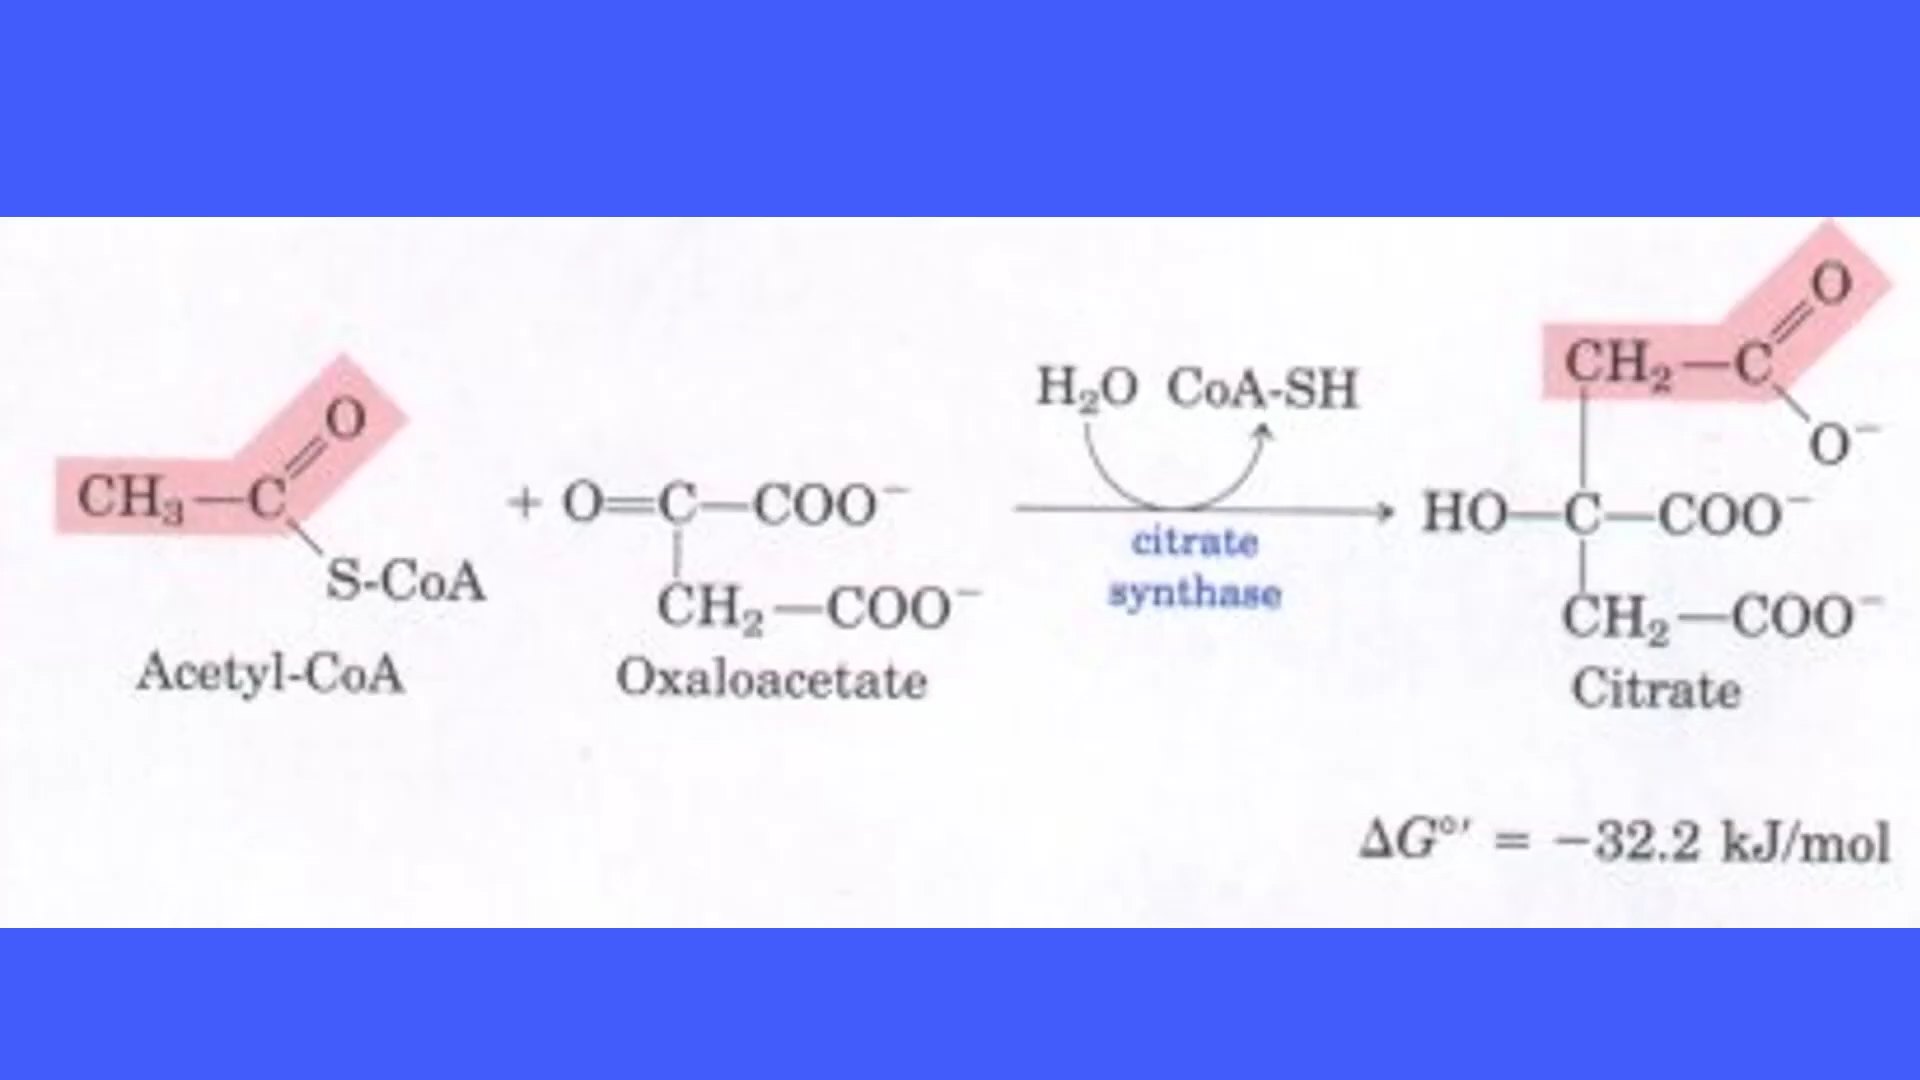 CH₃—C=O
S-CoA
Acetyl-CoA
+ O=C—COO⁻
CH₂—COO⁻
Oxaloacetate
H₂O CoA-SH
citrate
synthase
CH₂—C=O
O⁻
HO—C—COO⁻
CH₂—COO⁻
Citrate
ΔG°′ = −32.2 kJ/mol